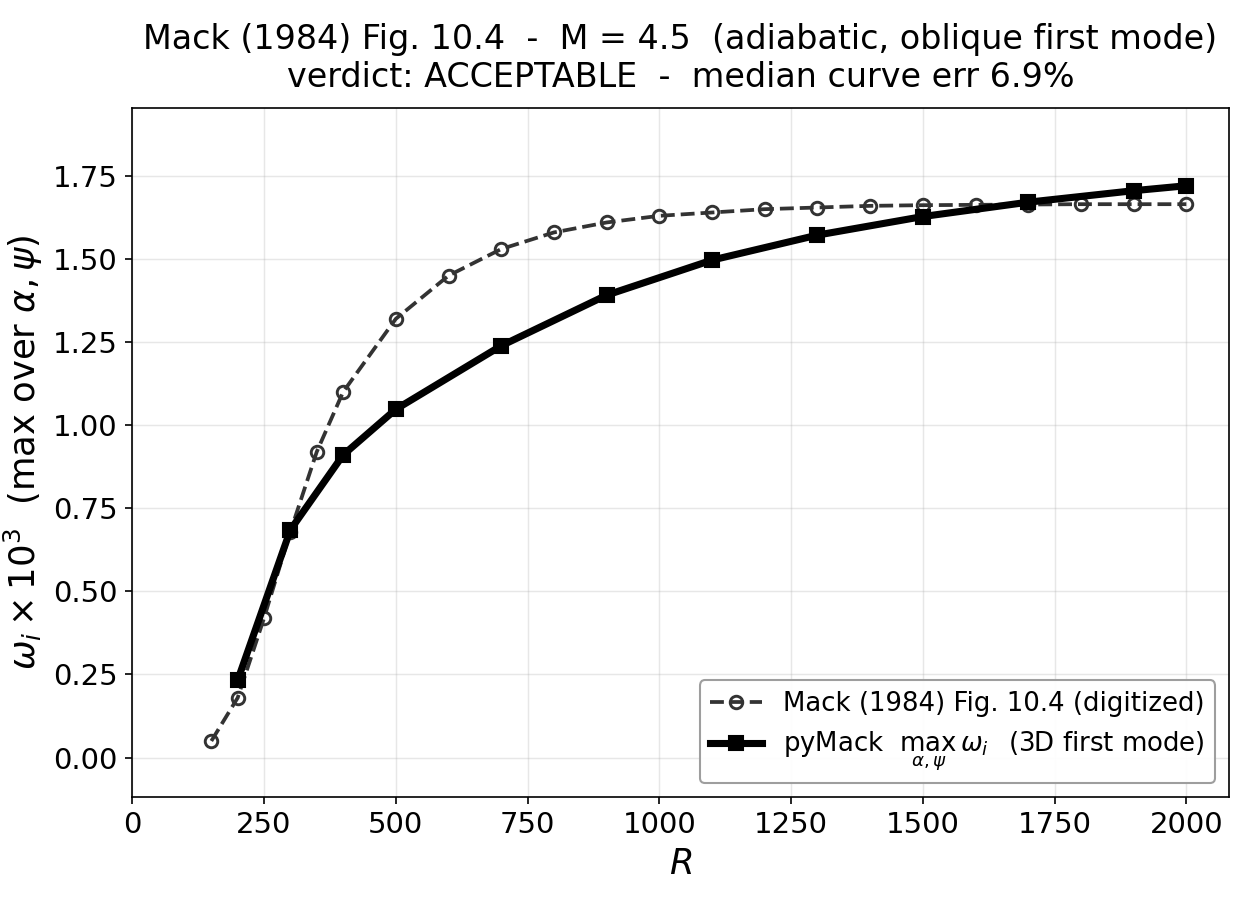 Mack (1984) Fig. 10.4 - M = 4.5 (adiabatic, oblique first mode)
verdict: ACCEPTABLE - median curve err 6.9%
ωᵢ × 10³ (max over α, ψ)
1.75
1.50
1.25
1.00
0.75
0.50
0.25
0.00
Mack (1984) Fig. 10.4 (digitized)
pyMack max ωᵢ (3D first mode)
α, ψ
0 250 500 750 1000 1250 1500 1750 2000
R